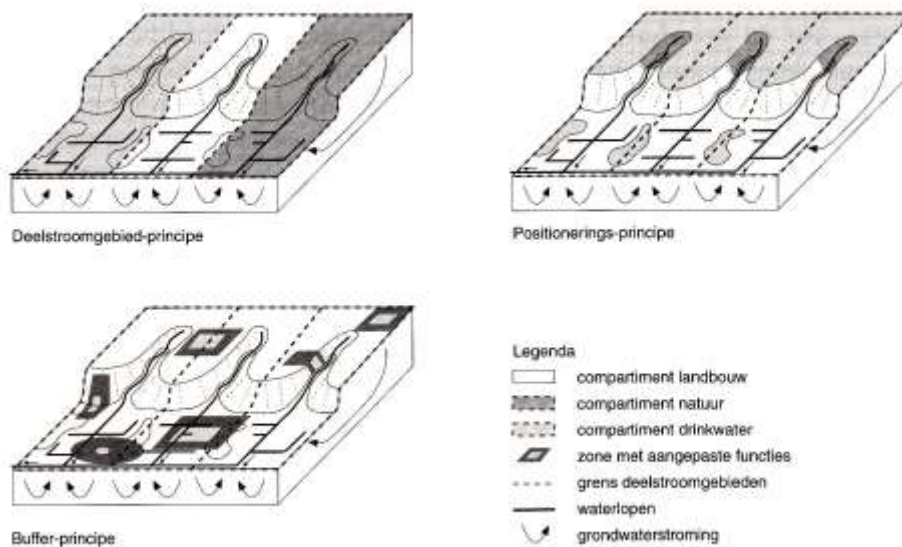 Deelstroomgebied-principe
Positionerings-principe
Buffer-principe
Legenda
compartiment landbouw
compartiment natuur
compartiment drinkwater
zone met aangepaste functies
grens deelstroomgebieden
waterlopen
grondwaterstroming